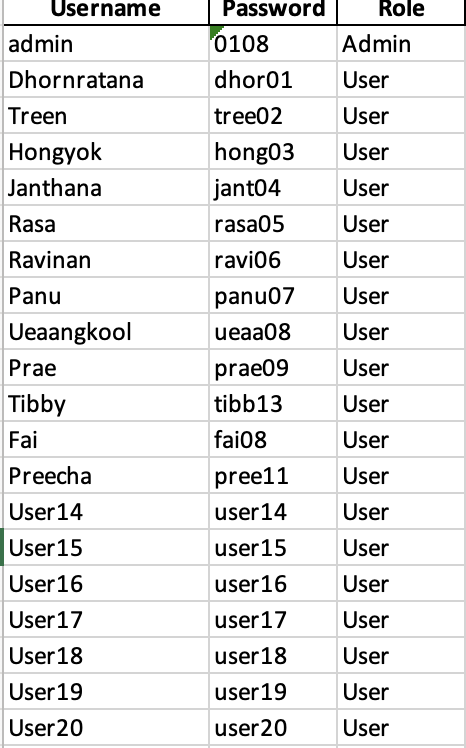 Username Password Role
admin 0108 Admin
Dhornratana dhor01 User
Treen tree02 User
Hongyok hong03 User
Janthana jant04 User
Rasa rasa05 User
Ravinan ravi06 User
Panu panu07 User
Ueaangkool ueaa08 User
Prae prae09 User
Tibby tibb13 User
Fai fai08 User
Preecha pree11 User
User14 user14 User
User15 user15 User
User16 user16 User
User17 user17 User
User18 user18 User
User19 user19 User
User20 user20 User